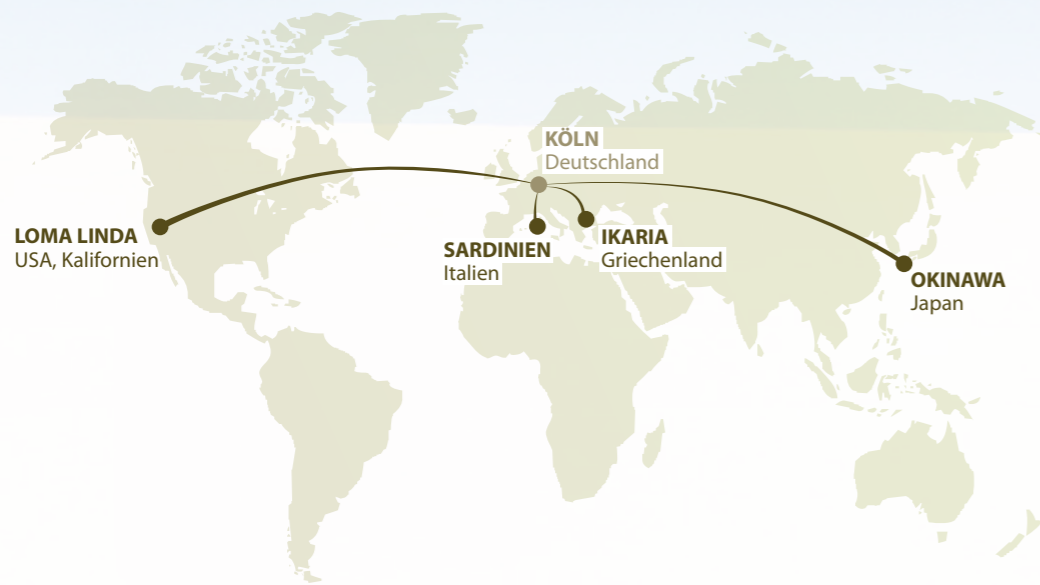 KÖLN
Deutschland
LOMA LINDA
USA, Kalifornien
SARDINIEN
Italien
IKARIA
Griechenland
OKINAWA
Japan